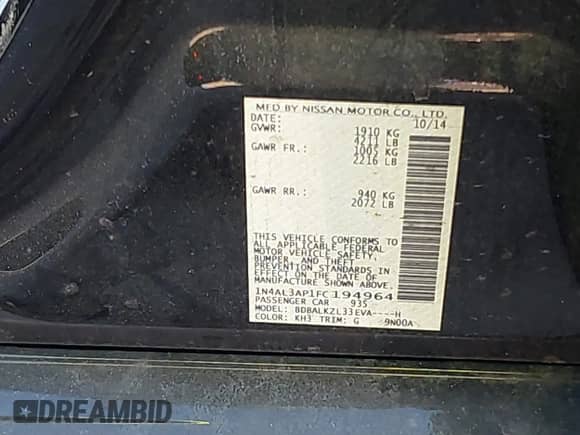 MFD BY NISSAN MOTOR CO., LTD.
DATE: 10/14
GVWR: 1910 KG
4211 LB
GAWR FR.: 1005 KG
2216 LB
GAWR RR.: 940 KG
2072 LB
THIS VEHICLE CONFORMS TO
ALL APPLICABLE FEDERAL
MOTOR VEHICLE SAFETY,
BUMPER, AND THEFT
PREVENTION STANDARDS IN
EFFECT ON THE DATE OF
MANUFACTURE SHOWN ABOVE.
1N4AL3AP1FC194964
PASSENGER CAR 935
MODEL: BDBALKZL33EVA----H
COLOR: KH3 TRIM: G 9N00A
DREAMBID